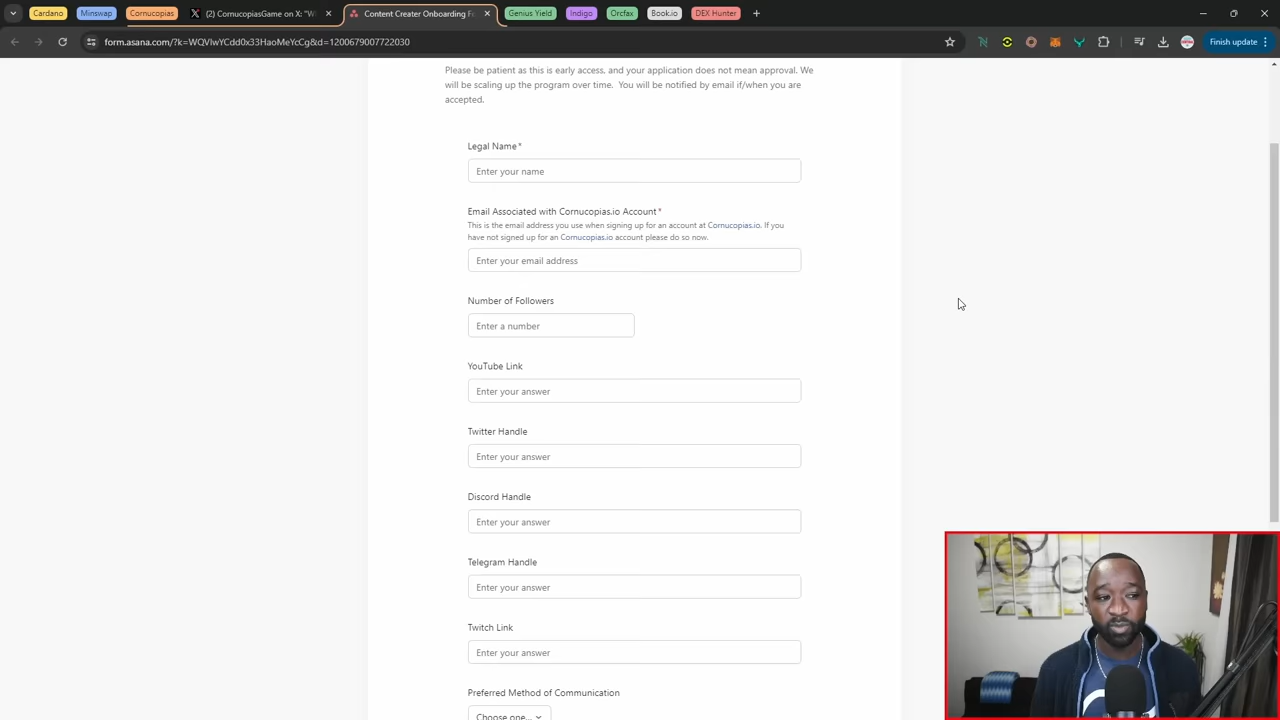 Cardano
Minswap
Cornucopias
(2) CornucopiasGame on X: "W
Content Creater Onboarding F
Genius Yield
Indigo
Orcfax
Book.io
DEX Hunter
form.asana.com/?k=WQVlwYCdd0x33HaoMeYcCg&d=1200679007722030
Finish update
Please be patient as this is early access, and your application does not mean approval. We
will be scaling up the program over time. You will be notified by email if/when you are
accepted.
Legal Name*
Enter your name
Email Associated with Cornucopias.io Account*
This is the email address you use when signing up for an account at Cornucopias.io. If you
have not signed up for an Cornucopias.io account please do so now.
Enter your email address
Number of Followers
Enter a number
YouTube Link
Enter your answer
Twitter Handle
Enter your answer
Discord Handle
Enter your answer
Telegram Handle
Enter your answer
Twitch Link
Enter your answer
Preferred Method of Communication
Choose one...